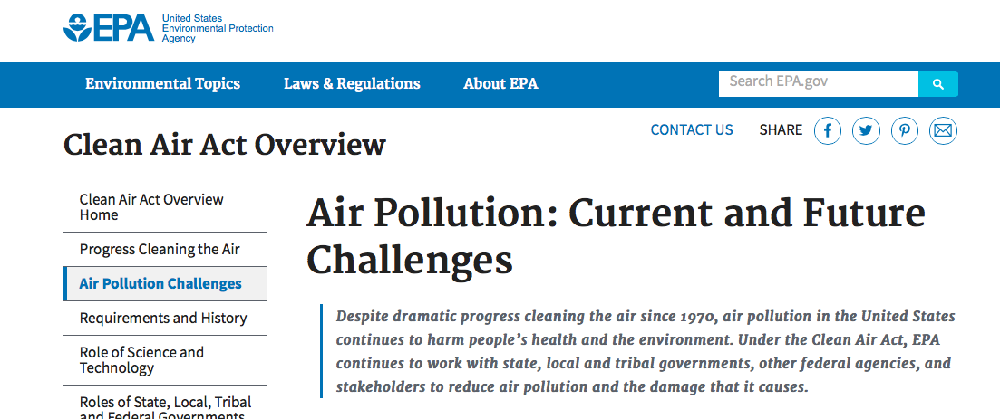 EPA
United States
Environmental Protection
Agency
Environmental Topics
Laws & Regulations
About EPA
Search EPA.gov
Clean Air Act Overview
CONTACT US
SHARE
Clean Air Act Overview
Home
Progress Cleaning the Air
Air Pollution Challenges
Requirements and History
Role of Science and
Technology
Roles of State, Local, Tribal
and Federal Governments
Air Pollution: Current and Future
Challenges
Despite dramatic progress cleaning the air since 1970, air pollution in the United States
continues to harm people’s health and the environment. Under the Clean Air Act, EPA
continues to work with state, local and tribal governments, other federal agencies, and
stakeholders to reduce air pollution and the damage that it causes.